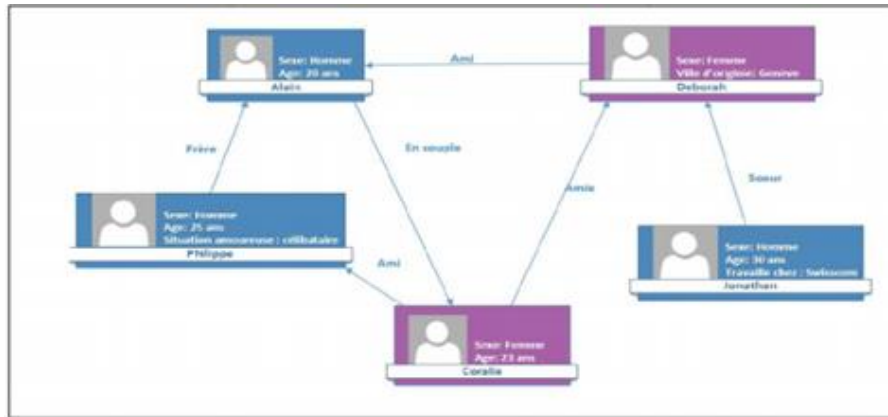 Sexe: Homme
Age: 20 ans
Alain
Ami
Sexe: Femme
Ville d'origine: Genève
Deborah
Frère
En couple
Amie
Soeur
Sexe: Homme
Age: 25 ans
Situation amoureuse : célibataire
Philippe
Ami
Sexe: Homme
Age: 30 ans
Travaille chez : Swisscom
Jonathan
Sexe: Femme
Age: 23 ans
Coralie